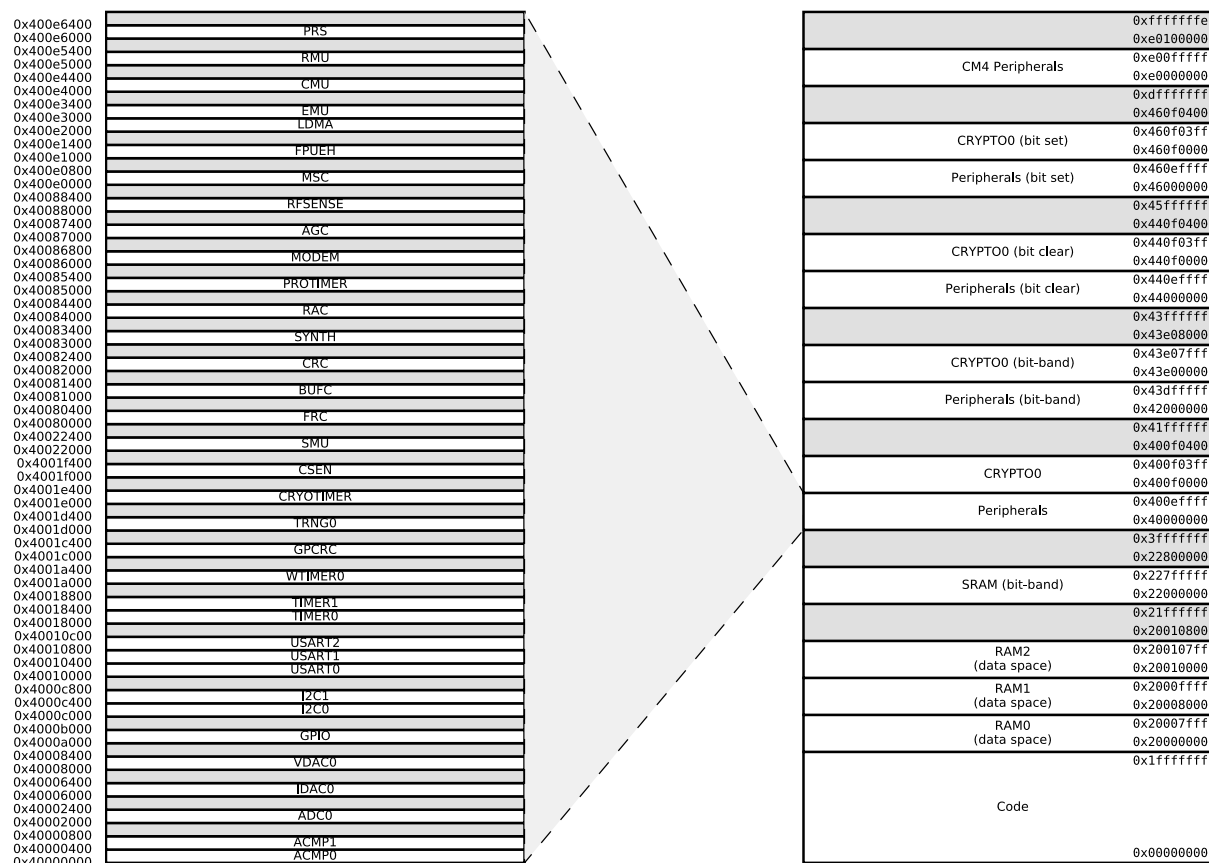 0x400e6400
PRS
0x400e6000
0x400e5400
RMU
0x400e5000
0x400e4400
CMU
0x400e4000
0x400e3400
EMU
0x400e3000
LDMA
0x400e2000
0x400e1400
FPUEH
0x400e1000
0x400e0800
MSC
0x400e0000
0x40088400
RFSENSE
0x40088000
0x40087400
AGC
0x40087000
0x40086800
MODEM
0x40086000
0x40085400
PROTIMER
0x40085000
0x40084400
RAC
0x40084000
0x40083400
SYNTH
0x40083000
0x40082400
CRC
0x40082000
0x40081400
BUFC
0x40081000
0x40080400
FRC
0x40080000
0x40022400
SMU
0x40022000
0x4001f400
CSEN
0x4001f000
0x4001e400
CRYOTIMER
0x4001e000
0x4001d400
TRNG0
0x4001d000
0x4001c400
GPCRC
0x4001c000
0x4001a400
WTIMER0
0x4001a000
0x40018800
TIMER1
0x40018400
TIMER0
0x40018000
0x40010c00
USART2
0x40010800
USART1
0x40010400
USART0
0x40010000
0x4000c800
I2C1
0x4000c400
I2C0
0x4000c000
0x4000b000
GPIO
0x4000a000
0x40008400
VDAC0
0x40008000
0x40006400
IDAC0
0x40006000
0x40002400
ADC0
0x40002000
0x40000800
ACMP1
0x40000400
ACMP0
0x40000000
0xfffffffe
0xe0100000
0xe00fffff
CM4 Peripherals
0xe0000000
0xdfffffff
0x460f0400
0x460f03ff
CRYPTO0 (bit set)
0x460f0000
0x460effff
Peripherals (bit set)
0x46000000
0x45ffffff
0x440f0400
0x440f03ff
CRYPTO0 (bit clear)
0x440f0000
0x440effff
Peripherals (bit clear)
0x44000000
0x43ffffff
0x43e08000
0x43e07fff
CRYPTO0 (bit-band)
0x43e00000
0x43dfffff
Peripherals (bit-band)
0x42000000
0x41ffffff
0x400f0400
0x400f03ff
CRYPTO0
0x400f0000
0x400effff
Peripherals
0x40000000
0x3fffffff
0x22800000
0x227fffff
SRAM (bit-band)
0x22000000
0x21ffffff
0x20010800
RAM2 0x200107ff
(data space) 0x20010000
RAM1 0x2000ffff
(data space) 0x20008000
RAM0 0x20007fff
(data space) 0x20000000
0x1fffffff
Code
0x00000000